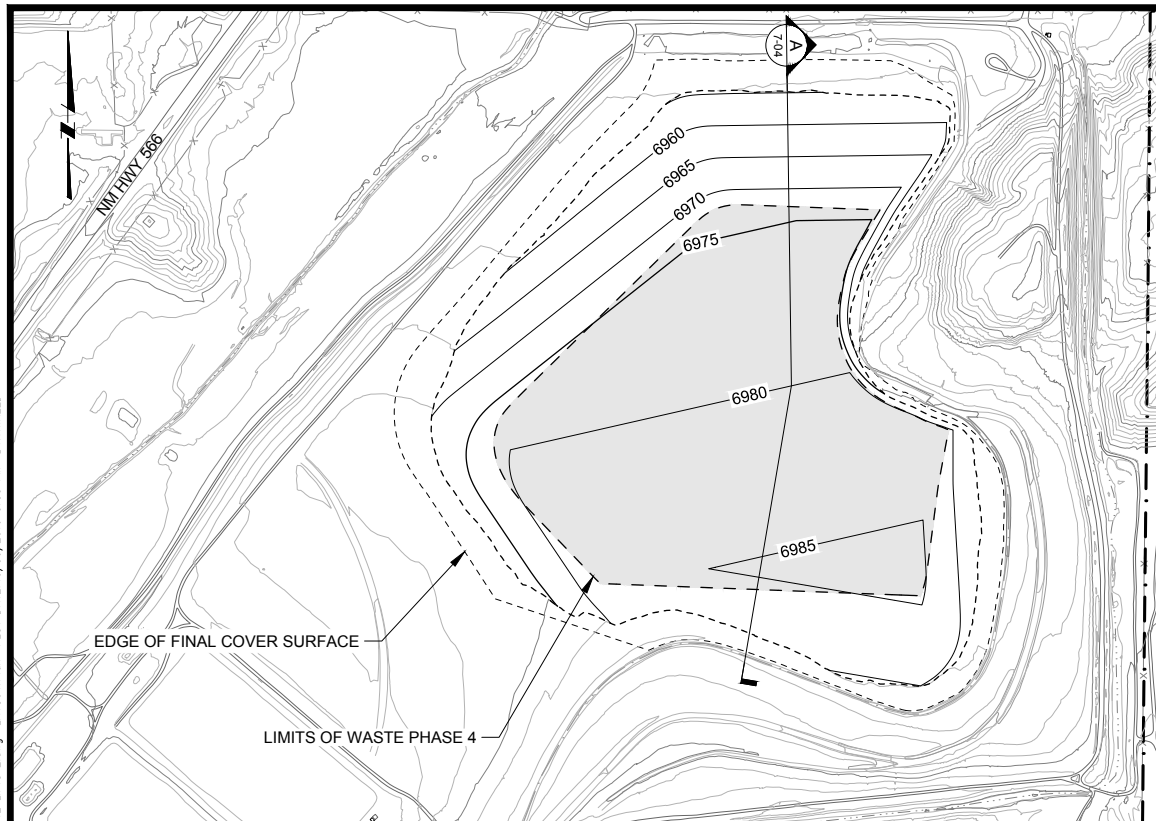 A
7-04
NM HWY 566
6960
6965
6970
6975
6980
6985
EDGE OF FINAL COVER SURFACE
LIMITS OF WASTE PHASE 4